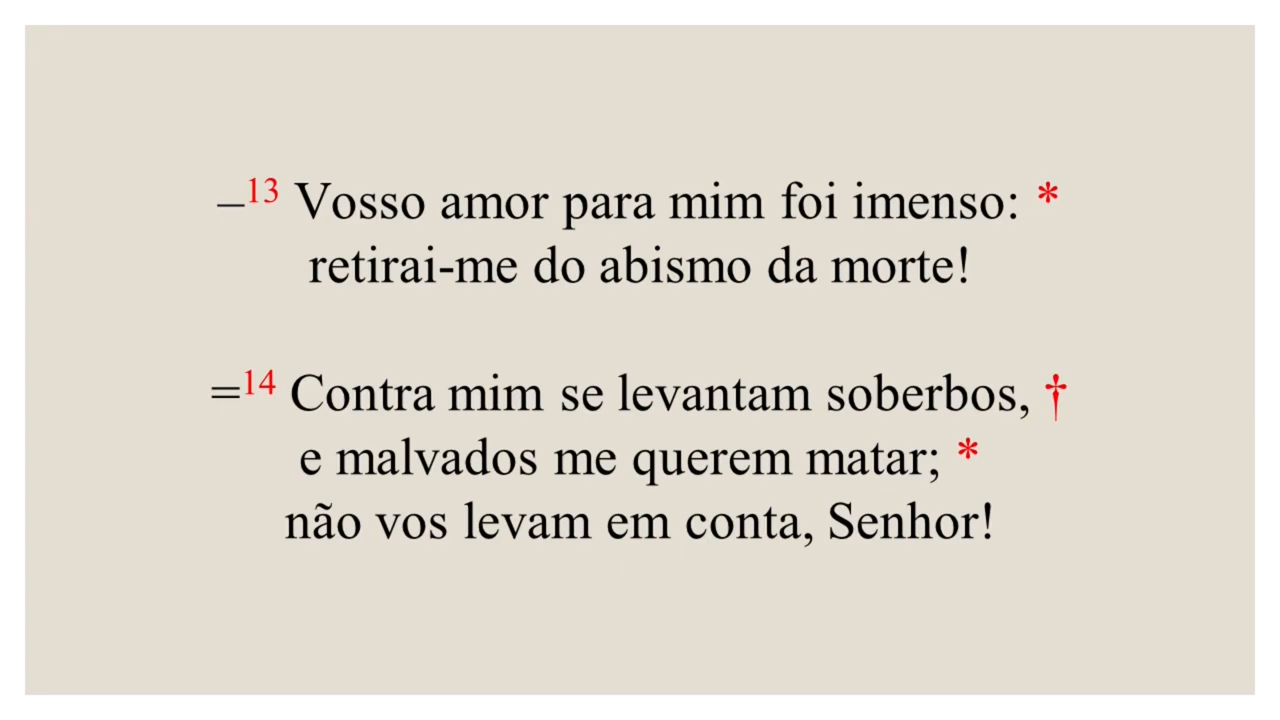 –13 Vosso amor para mim foi imenso: *
retirai-me do abismo da morte!
=14 Contra mim se levantam soberbos, †
e malvados me querem matar; *
não vos levam em conta, Senhor!